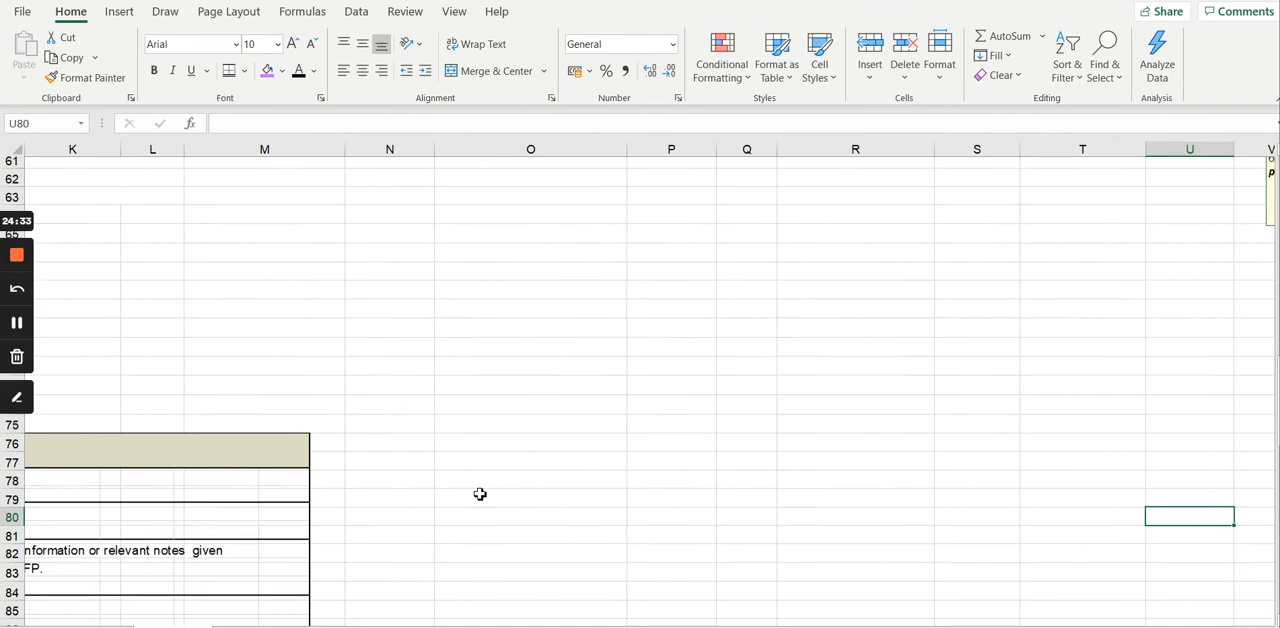 File Home Insert Draw Page Layout Formulas Data Review View Help Share Comments
Paste Cut Copy Format Painter Clipboard
Arial 10 A A B I U A Font
Wrap Text Merge & Center Alignment
General % , Number
Conditional Formatting Format as Table Cell Styles Styles
Insert Delete Format Cells
AutoSum Fill Clear Sort & Filter Find & Select Editing
Analyze Data Analysis
U80 fx
K L M N O P Q R S T U V
61
62
63
24:33
65
75
76
77
78
79
80
81
82 nformation or relevant notes given
83 FP.
84
85
p